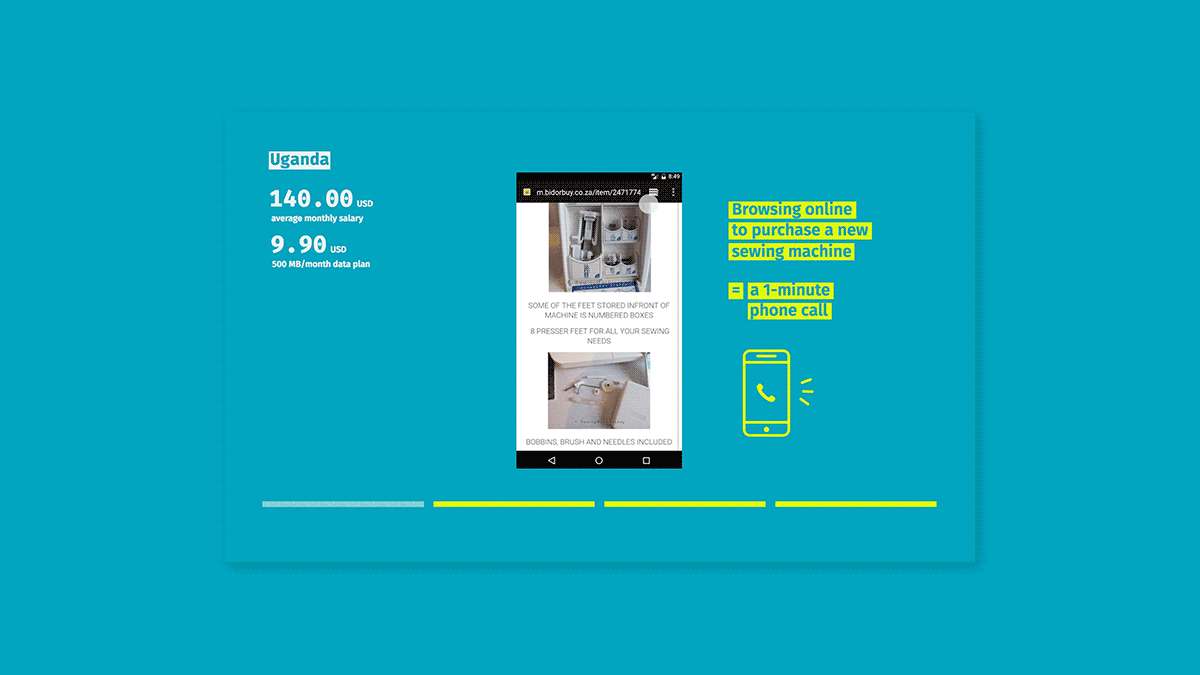 Uganda
140.00 USD
average monthly salary
9.90 USD
500 MB/month data plan
8:49
m.bidorbuy.co.za/item/2471774
SOME OF THE FEET STORED INFRONT OF
MACHINE IS NUMBERED BOXES
8 PRESSER FEET FOR ALL YOUR SEWING
NEEDS
BOBBINS, BRUSH AND NEEDLES INCLUDED
Browsing online
to purchase a new
sewing machine
= a 1-minute
phone call